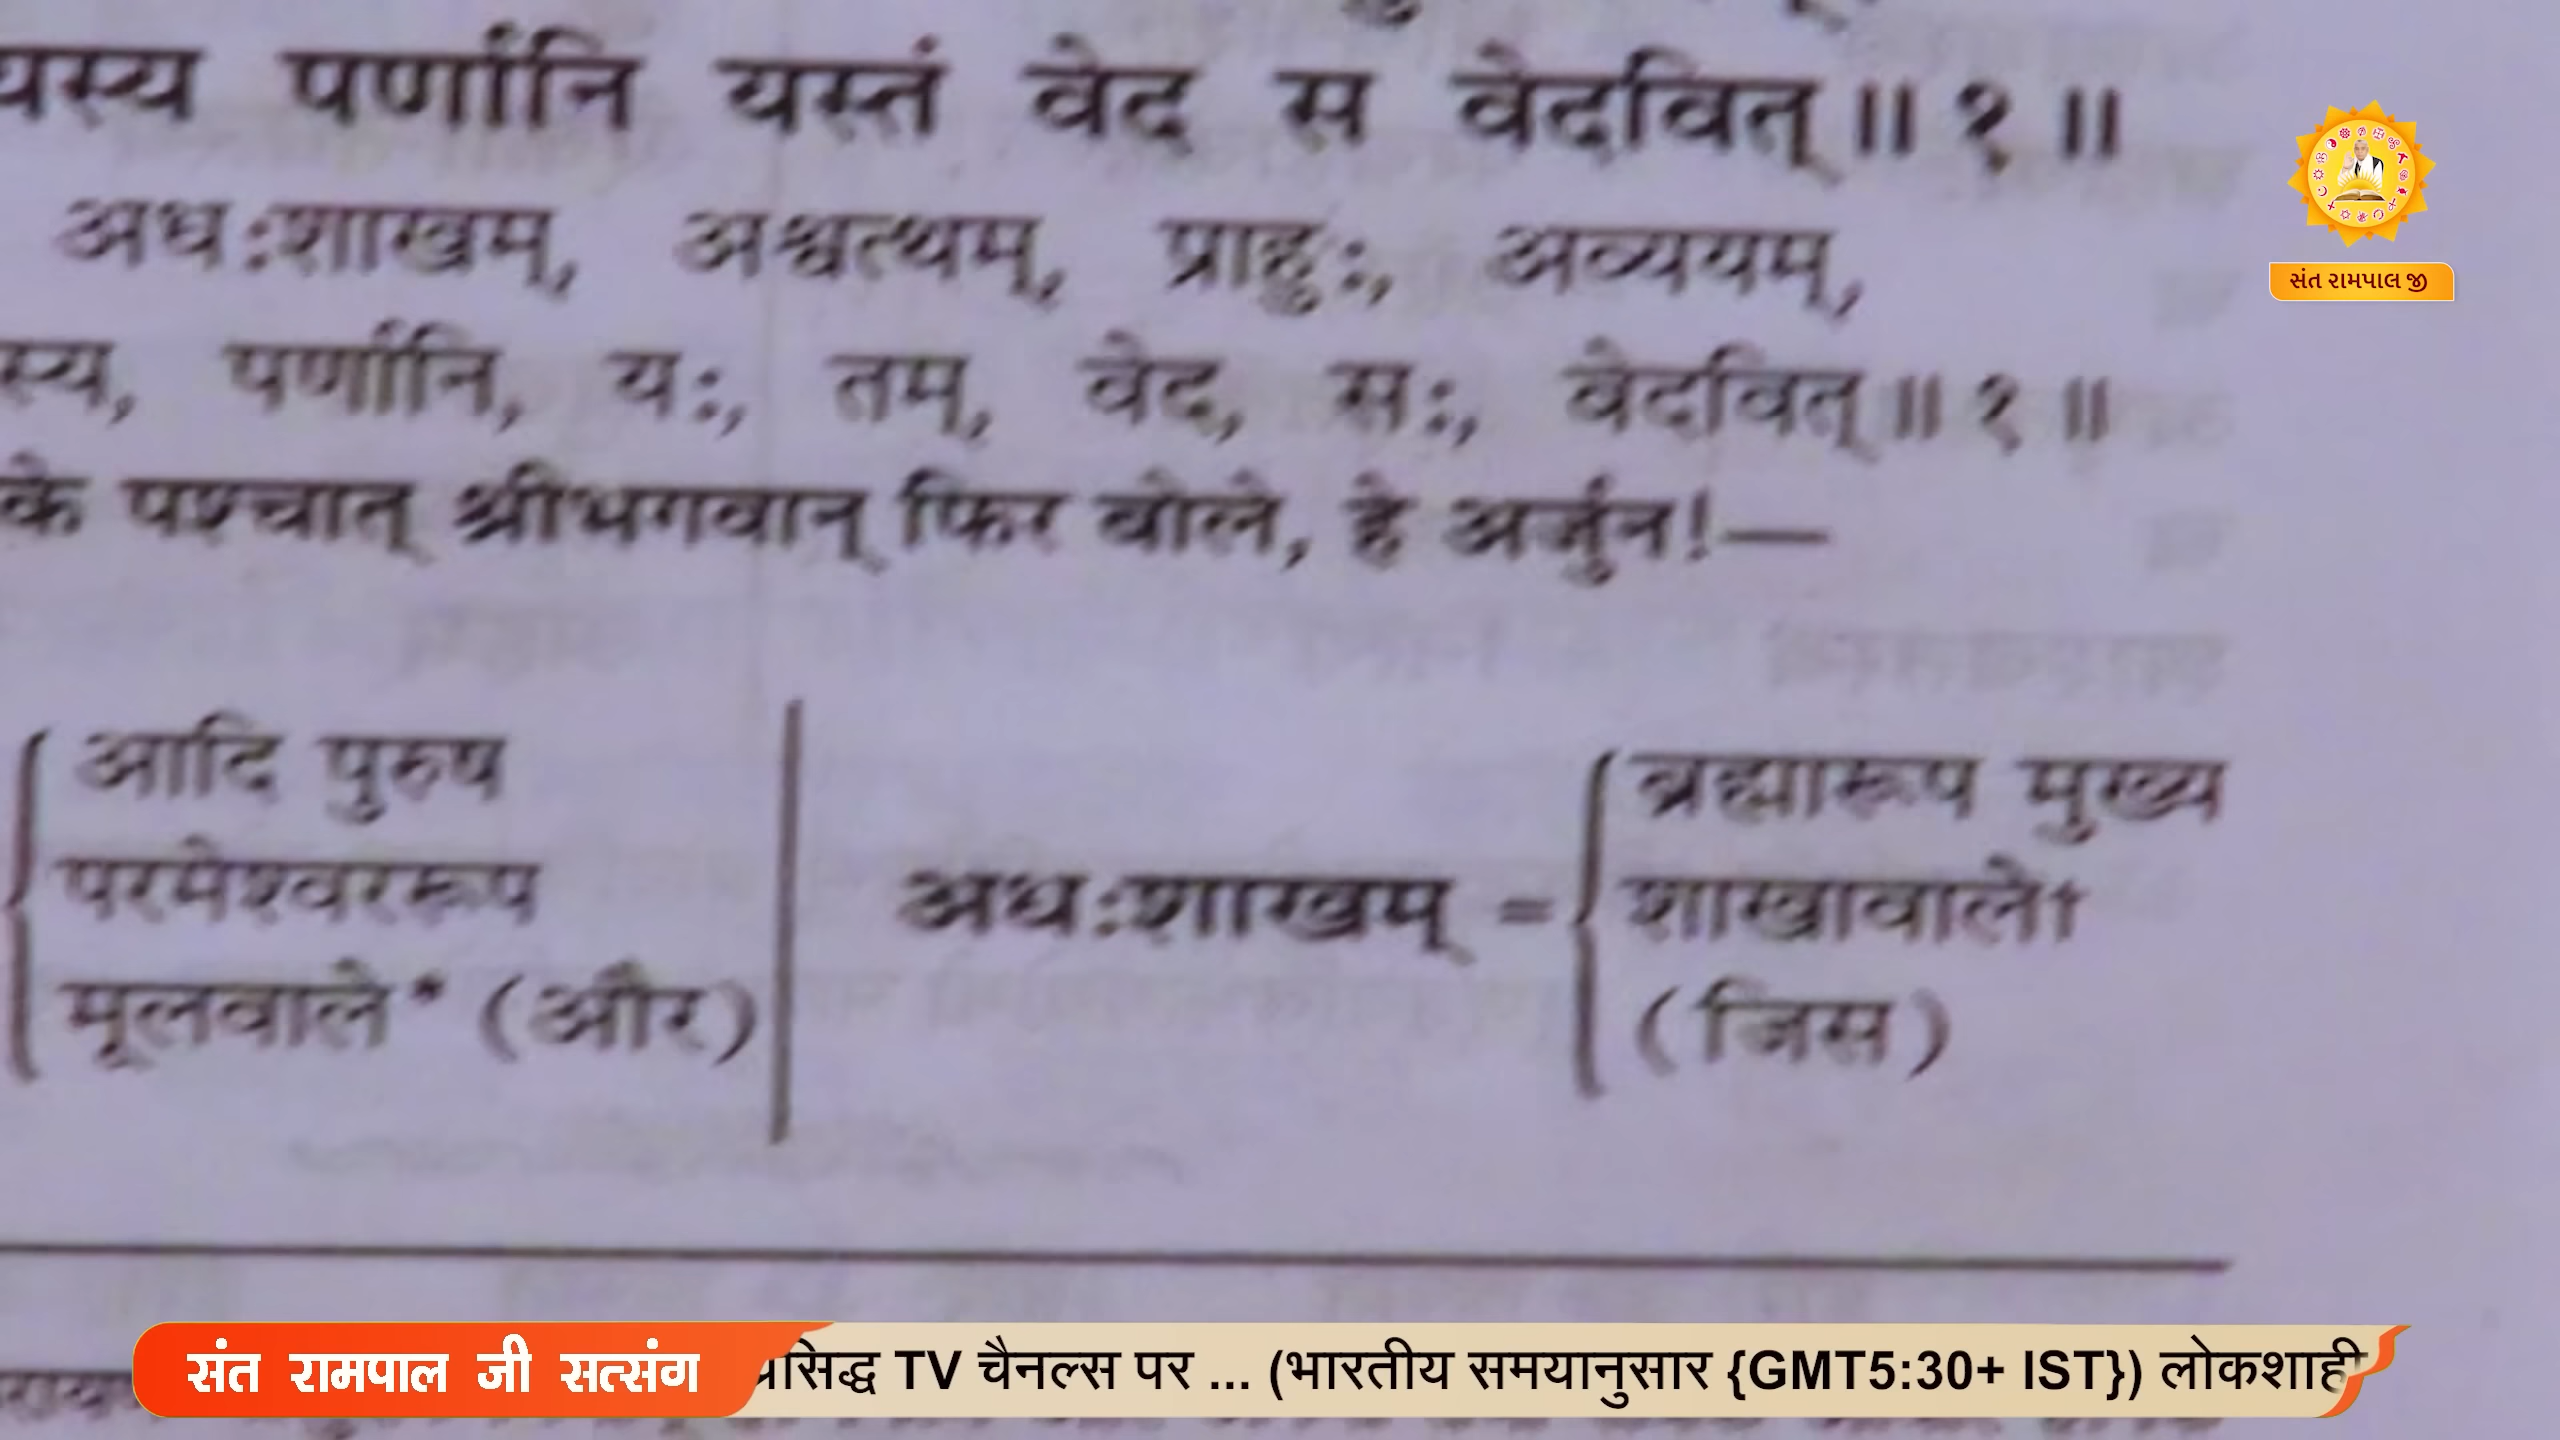 यस्य पर्णानि यस्तं वेद स वेदवित्॥ १ ॥
अधःशाखम्, अश्वत्थम्, प्राहुः, अव्ययम्,
स्य, पर्णानि, यः, तम्, वेद, सः, वेदवित्॥ १ ॥
के पश्चात् श्रीभगवान् फिर बोले, हे अर्जुन!—
आदि पुरुष
परमेश्वररूप
मूलवाले* (और)
अधःशाखम् =
ब्रह्मारूप मुख्य
शाखावाले†
(जिस)
સંત રામપાલ જી
संत रामपाल जी सत्संग
प्रसिद्ध TV चैनल्स पर ... (भारतीय समयानुसार {GMT5:30+ IST}) लोकशाही